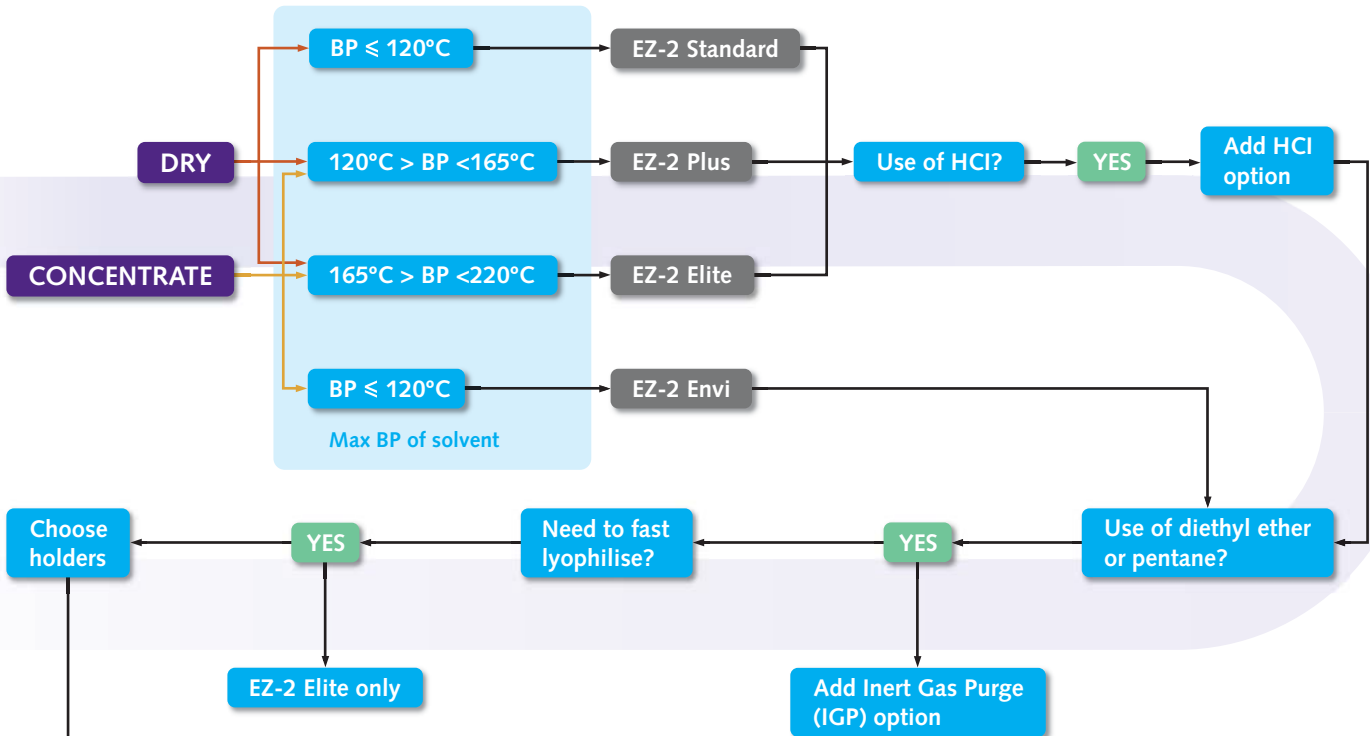 BP ⩽ 120°C
EZ-2 Standard
DRY
120°C > BP <165°C
EZ-2 Plus
Use of HCl?
YES
Add HCl
option
CONCENTRATE
165°C > BP <220°C
EZ-2 Elite
BP ⩽ 120°C
EZ-2 Envi
Max BP of solvent
Use of diethyl ether
or pentane?
YES
Add Inert Gas Purge
(IGP) option
Need to fast
lyophilise?
YES
EZ-2 Elite only
Choose
holders